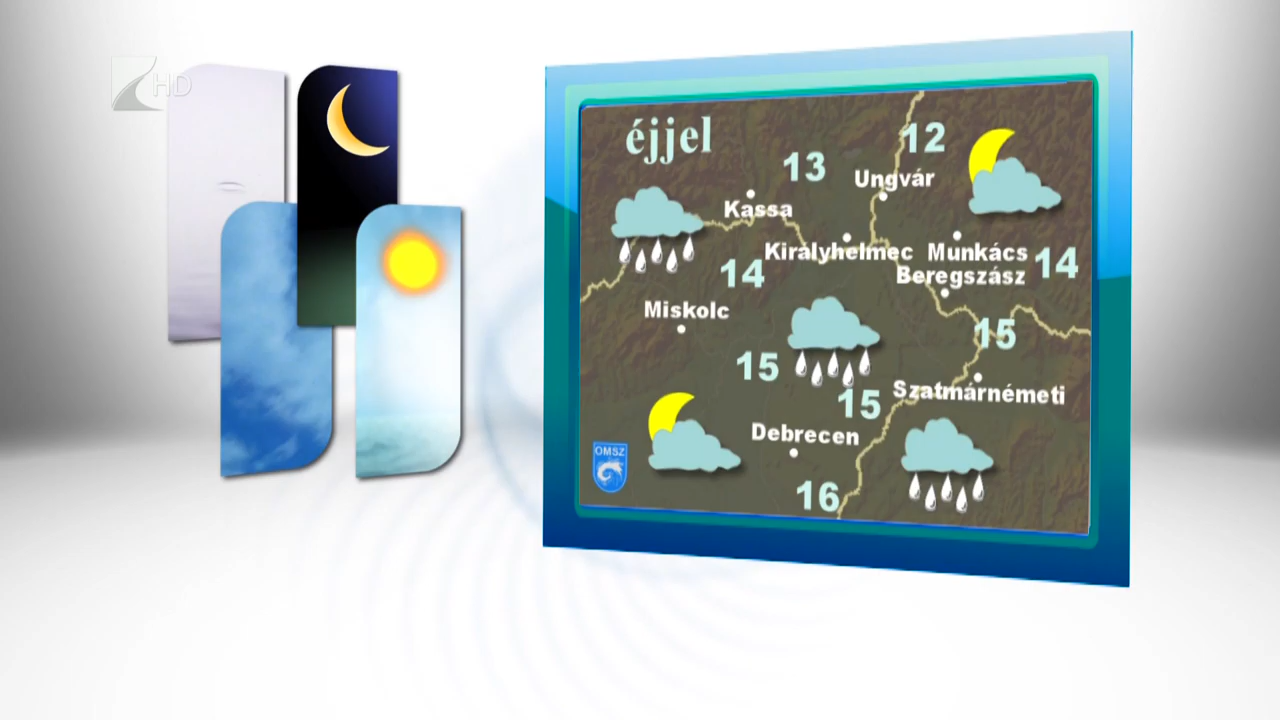 HD
éjjel
12
13
Ungvár
Kassa
Királyhelmec
Munkács
14
14
Beregszász
Miskolc
15
15
Szatmárnémeti
15
Debrecen
OMSZ
16